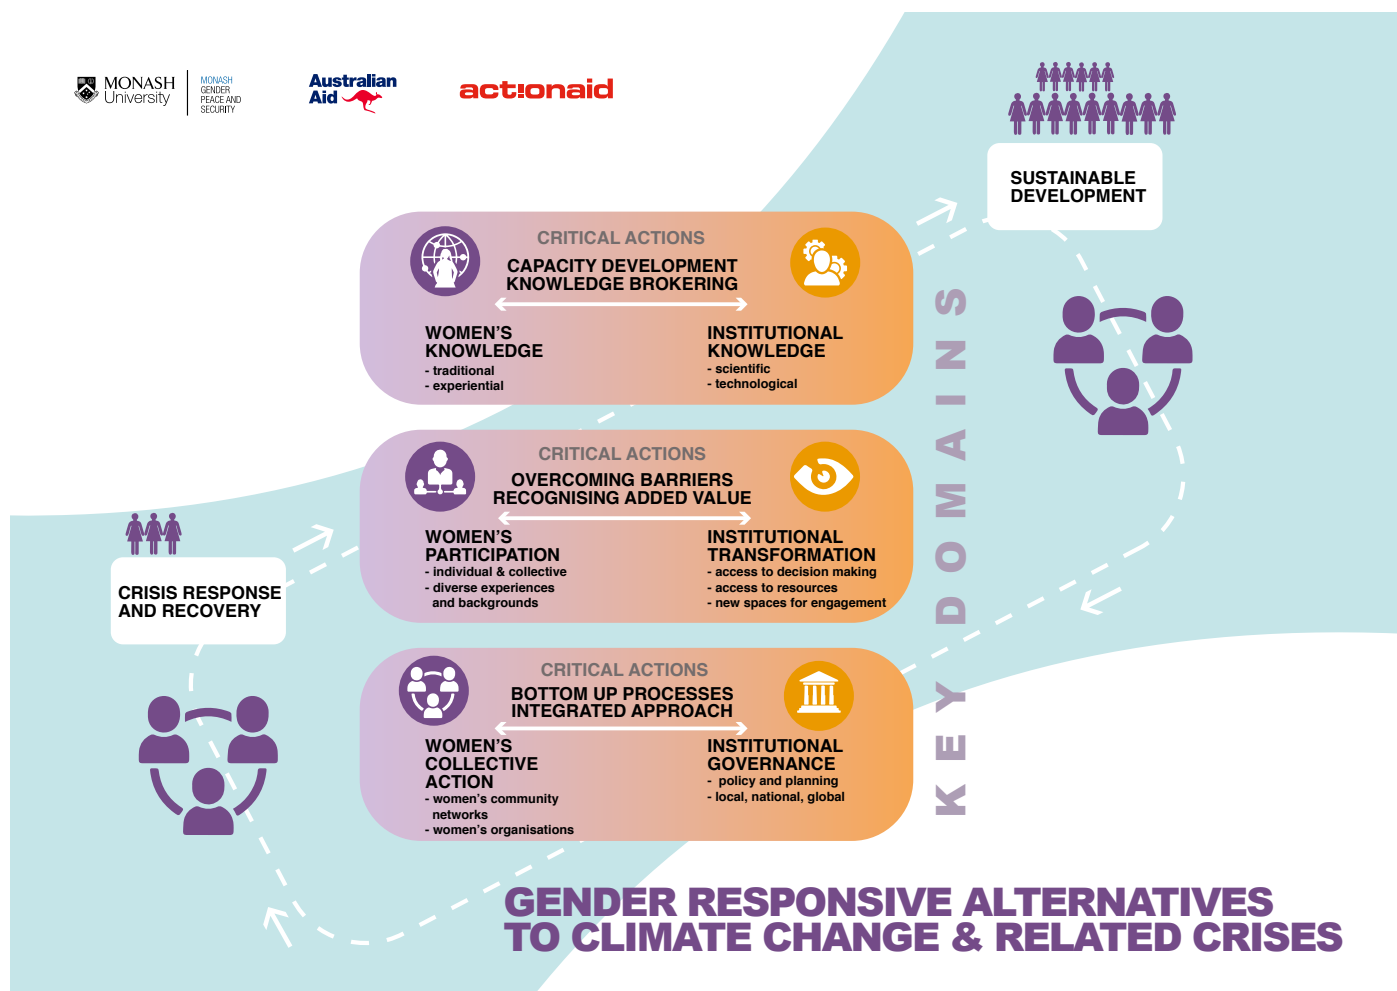 MONASH
University
MONASH
GENDER
PEACE AND
SECURITY
Australian
Aid
act!onaid
SUSTAINABLE
DEVELOPMENT
CRITICAL ACTIONS
CAPACITY DEVELOPMENT
KNOWLEDGE BROKERING
WOMEN'S
KNOWLEDGE
- traditional
- experiential
INSTITUTIONAL
KNOWLEDGE
- scientific
- technological
CRITICAL ACTIONS
OVERCOMING BARRIERS
RECOGNISING ADDED VALUE
WOMEN'S
PARTICIPATION
- individual & collective
- diverse experiences
and backgrounds
INSTITUTIONAL
TRANSFORMATION
- access to decision making
- access to resources
- new spaces for engagement
CRISIS RESPONSE
AND RECOVERY
CRITICAL ACTIONS
BOTTOM UP PROCESSES
INTEGRATED APPROACH
WOMEN'S
COLLECTIVE
ACTION
- women's community
networks
- women's organisations
INSTITUTIONAL
GOVERNANCE
- policy and planning
- local, national, global
KEY DOMAINS
GENDER RESPONSIVE ALTERNATIVES
TO CLIMATE CHANGE & RELATED CRISES